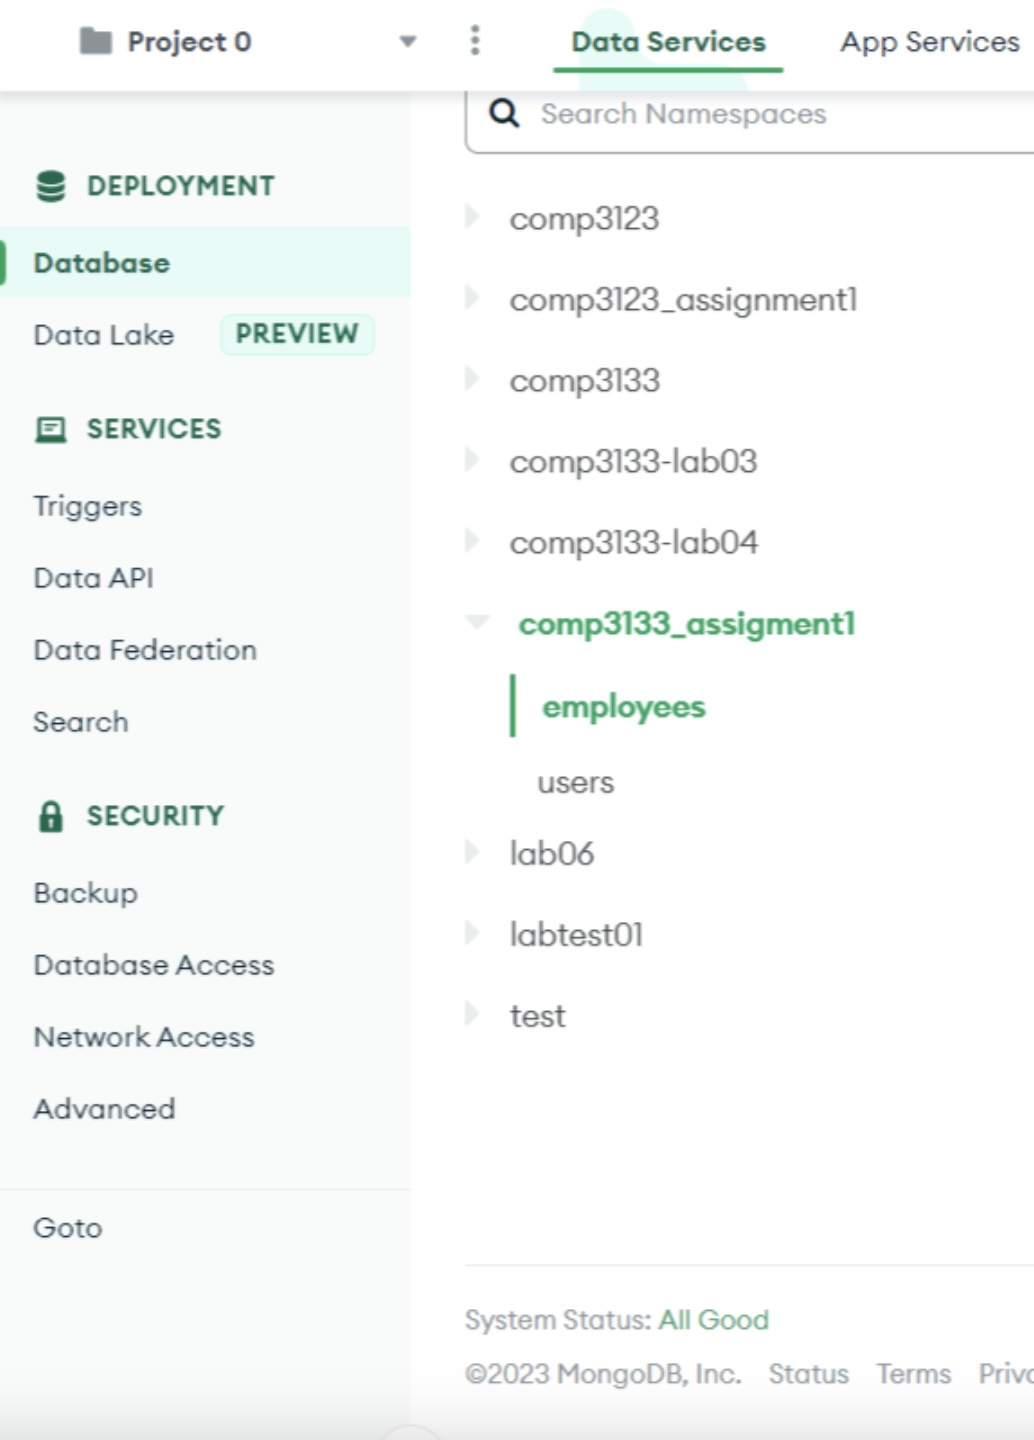 Project 0
Data Services
App Services
DEPLOYMENT
Database
Data Lake PREVIEW
SERVICES
Triggers
Data API
Data Federation
Search
SECURITY
Backup
Database Access
Network Access
Advanced
Goto
Search Namespaces
comp3123
comp3123_assignment1
comp3133
comp3133-lab03
comp3133-lab04
comp3133_assigment1
employees
users
lab06
labtest01
test
System Status: All Good
©2023 MongoDB, Inc. Status Terms